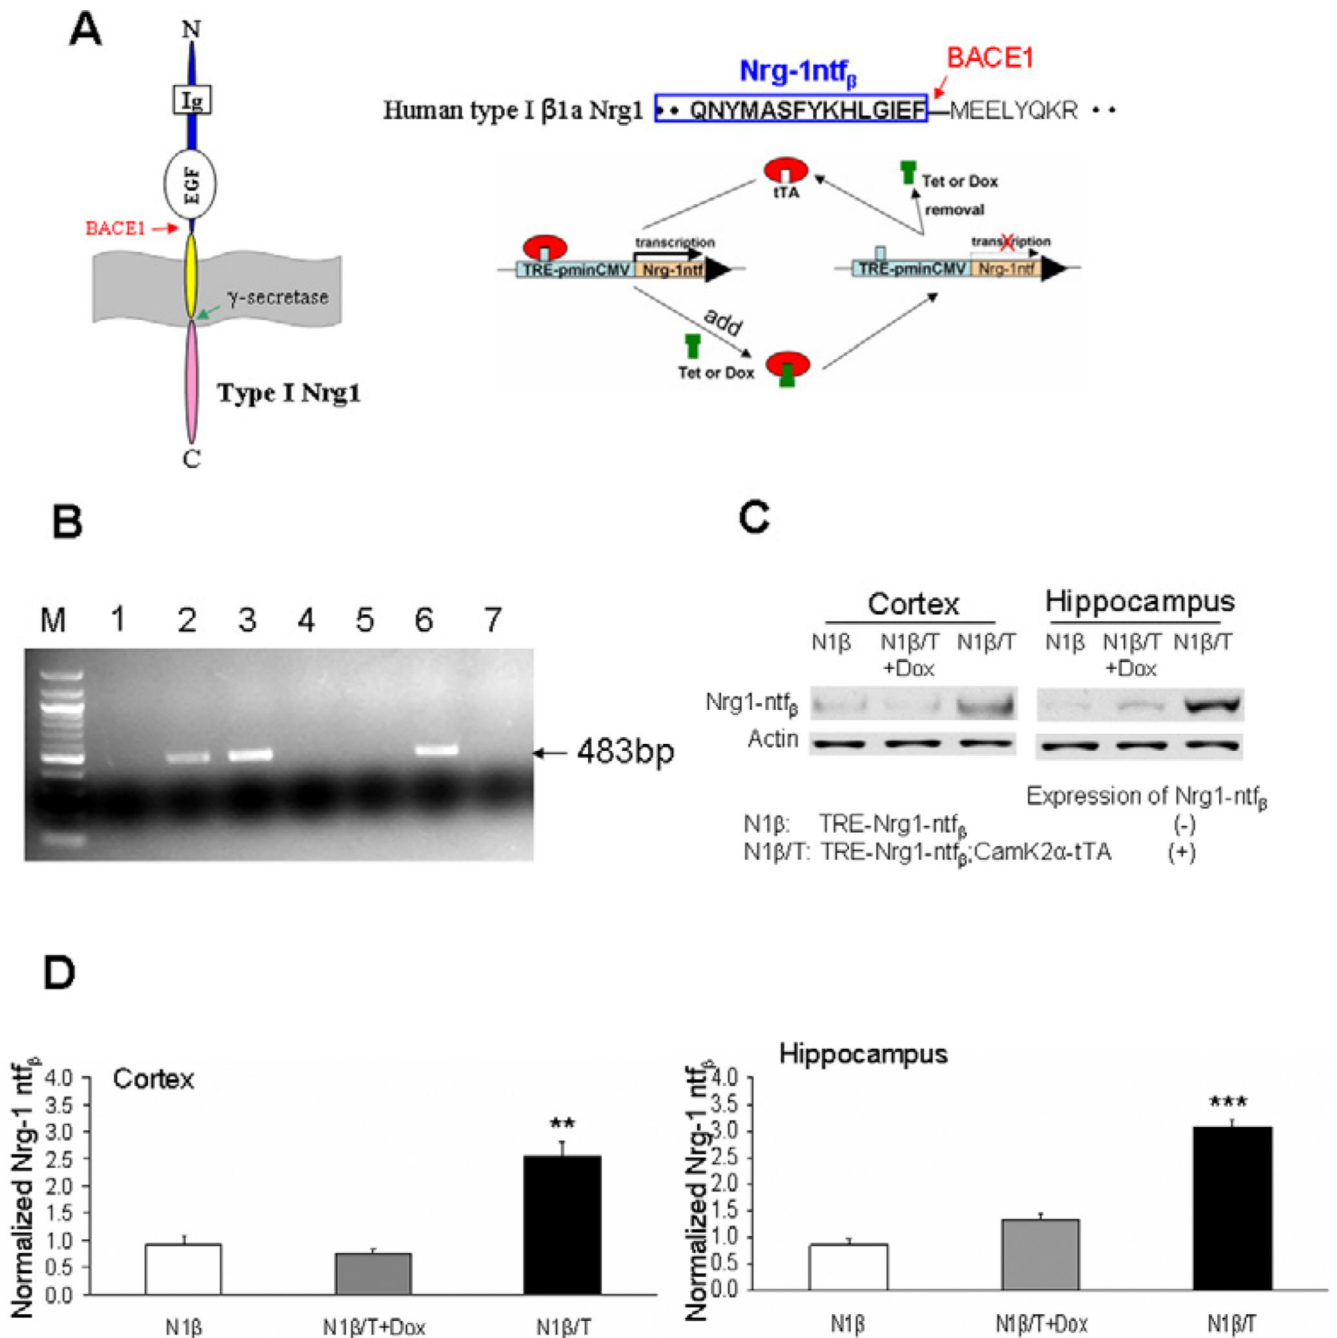 A
N
Ig
EGF
BACE1
γ-secretase
Type I Nrg1
C
Nrg-1ntfβ
BACE1
Human type I β1a Nrg1 •• QNYMASFYKHLGIEF—MEELYQKR ••
tTA
Tet or Dox
removal
transcription
TRE-pminCMV Nrg-1ntf
transcription
TRE-pminCMV Nrg-1ntf
add
Tet or Dox
B
M 1 2 3 4 5 6 7
483bp
C
Cortex Hippocampus
N1β N1β/T N1β/T N1β N1β/T N1β/T
+Dox +Dox
Nrg1-ntfβ
Actin
Expression of Nrg1-ntfβ
N1β: TRE-Nrg1-ntfβ (-)
N1β/T: TRE-Nrg1-ntfβ;CamK2α-tTA (+)
D
Cortex
Normalized Nrg-1 ntfβ
4.0
3.5
3.0
2.5
2.0
1.5
1.0
0.5
0.0
**
N1β N1β/T+Dox N1β/T
Hippocampus
Normalized Nrg-1 ntfβ
4.0
3.5
3.0
2.5
2.0
1.5
1.0
0.5
0.0
***
N1β N1β/T+Dox N1β/T